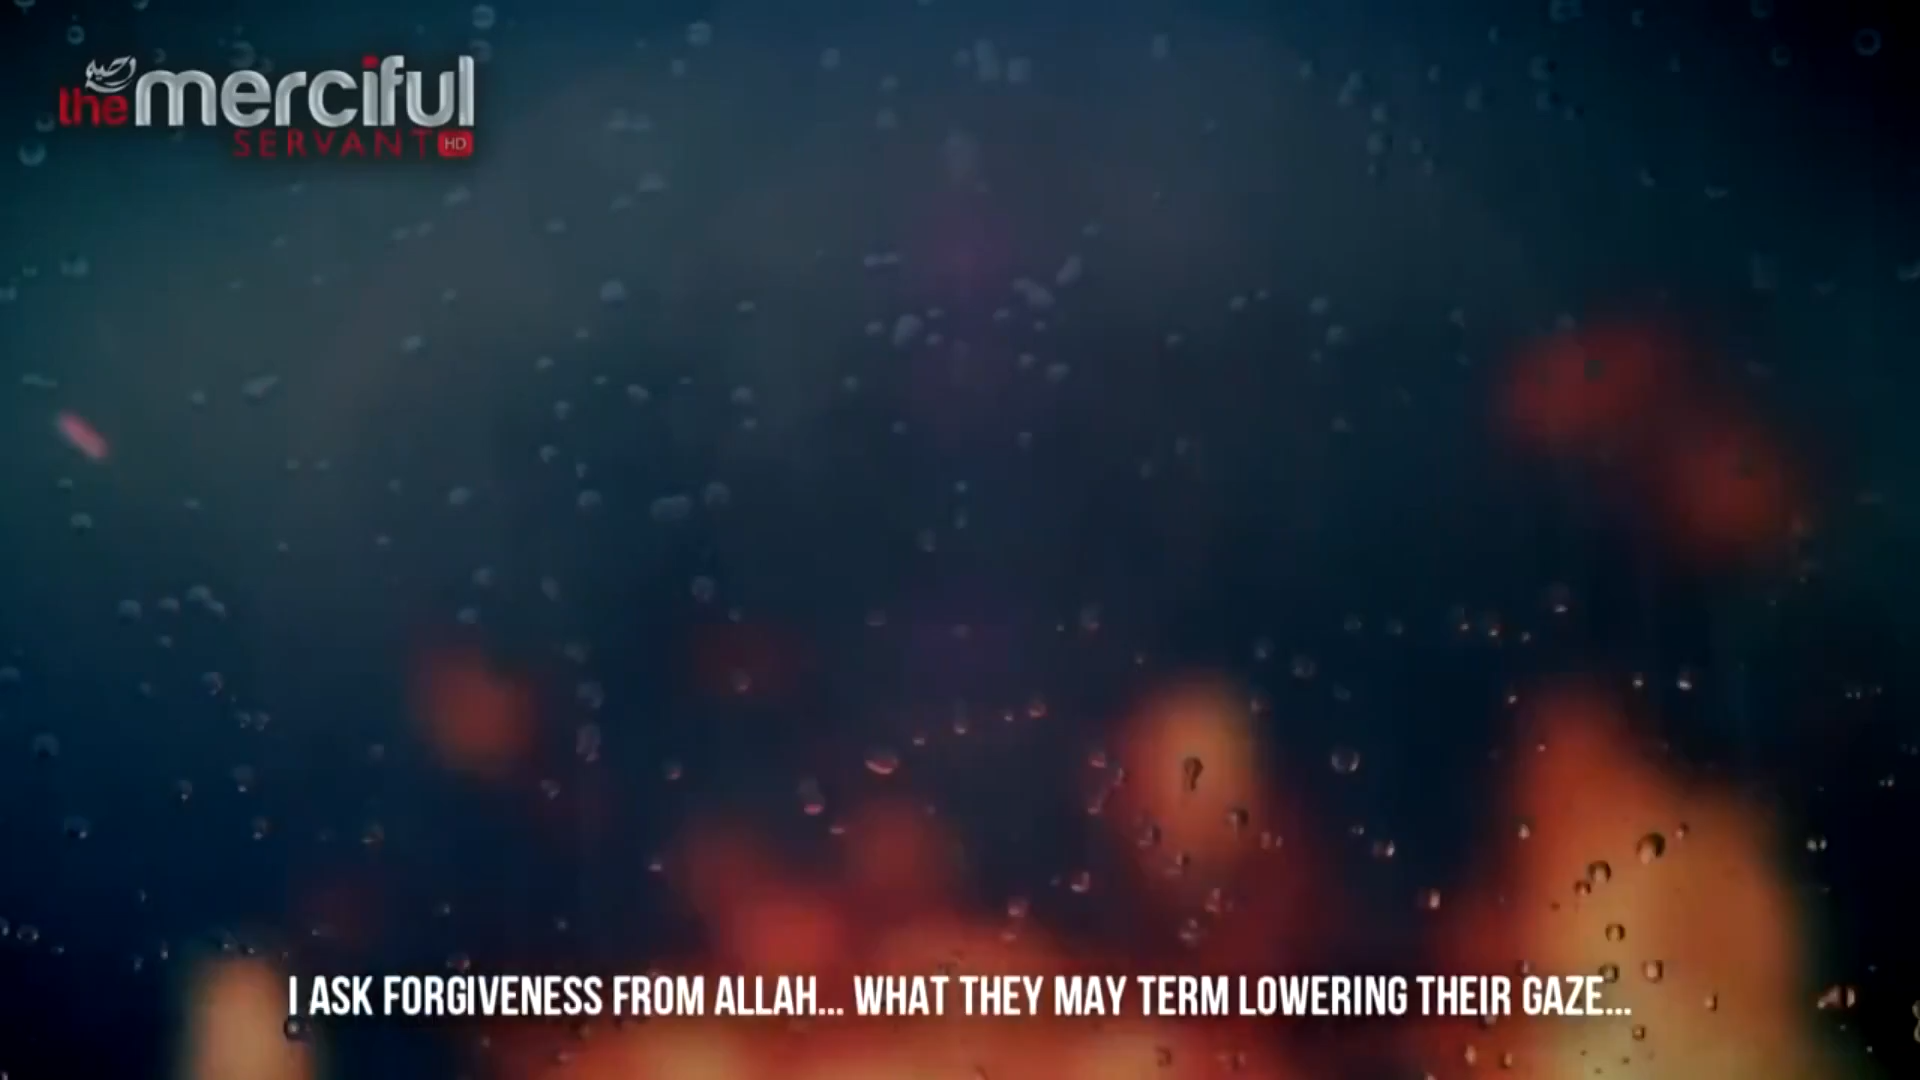 the merciful
SERVANT HD
I ASK FORGIVENESS FROM ALLAH... WHAT THEY MAY TERM LOWERING THEIR GAZE...